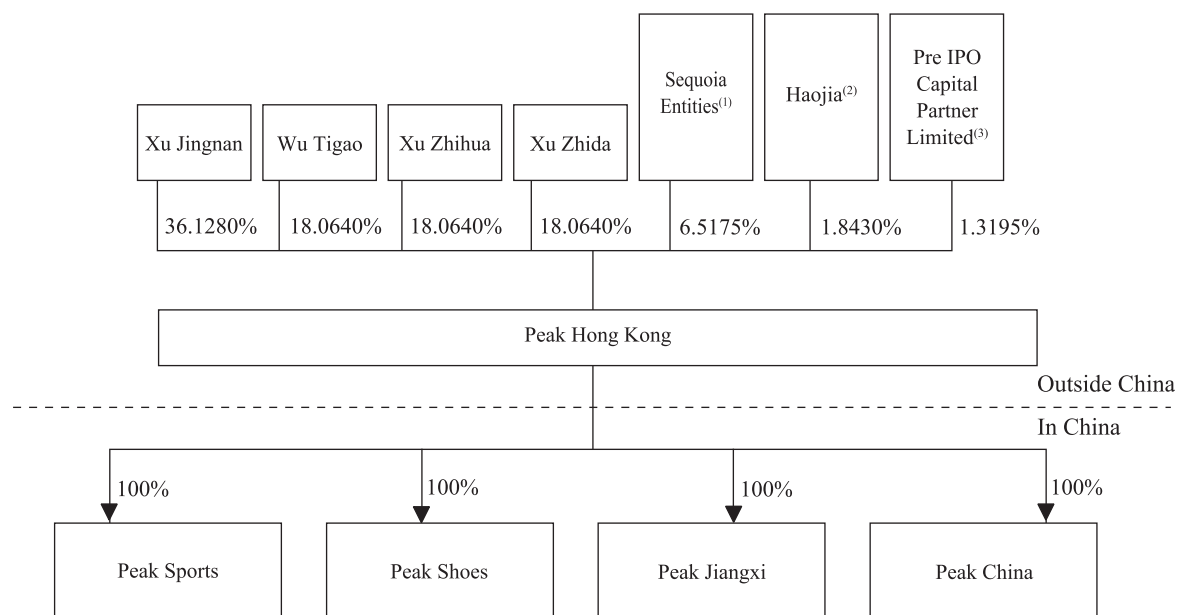 Xu Jingnan
Wu Tigao
Xu Zhihua
Xu Zhida
Sequoia
Entities(1)
Haojia(2)
Pre IPO
Capital
Partner
Limited(3)
36.1280%
18.0640%
18.0640%
18.0640%
6.5175%
1.8430%
1.3195%
Peak Hong Kong
Outside China
In China
100%
100%
100%
100%
Peak Sports
Peak Shoes
Peak Jiangxi
Peak China